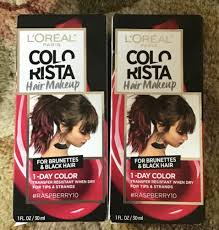 L'ORÉAL
PARIS
COLO
RISTA
Hair Makeup
FOR BRUNETTES
& BLACK HAIR
1-DAY COLOR
TRANSFER RESISTANT WHEN DRY
FOR TIPS & STRANDS
#RASPBERRY10
1 FL OZ / 30ml
L'ORÉAL
PARIS
COLO
RISTA
Hair Makeup
FOR BRUNETTES
& BLACK HAIR
1-DAY COLOR
TRANSFER RESISTANT WHEN DRY
FOR TIPS & STRANDS
#RASPBERRY10
1 FL OZ / 30ml